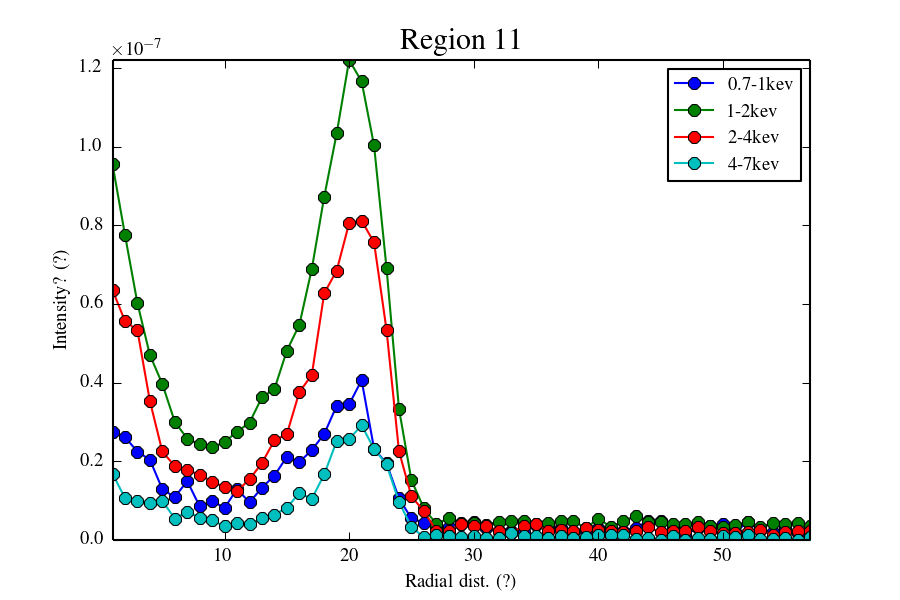 Region 11
×10⁻⁷
1.2
1.0
0.8
0.6
0.4
0.2
0.0
Intensity? (?)
10
20
30
40
50
Radial dist. (?)
0.7-1kev
1-2kev
2-4kev
4-7kev